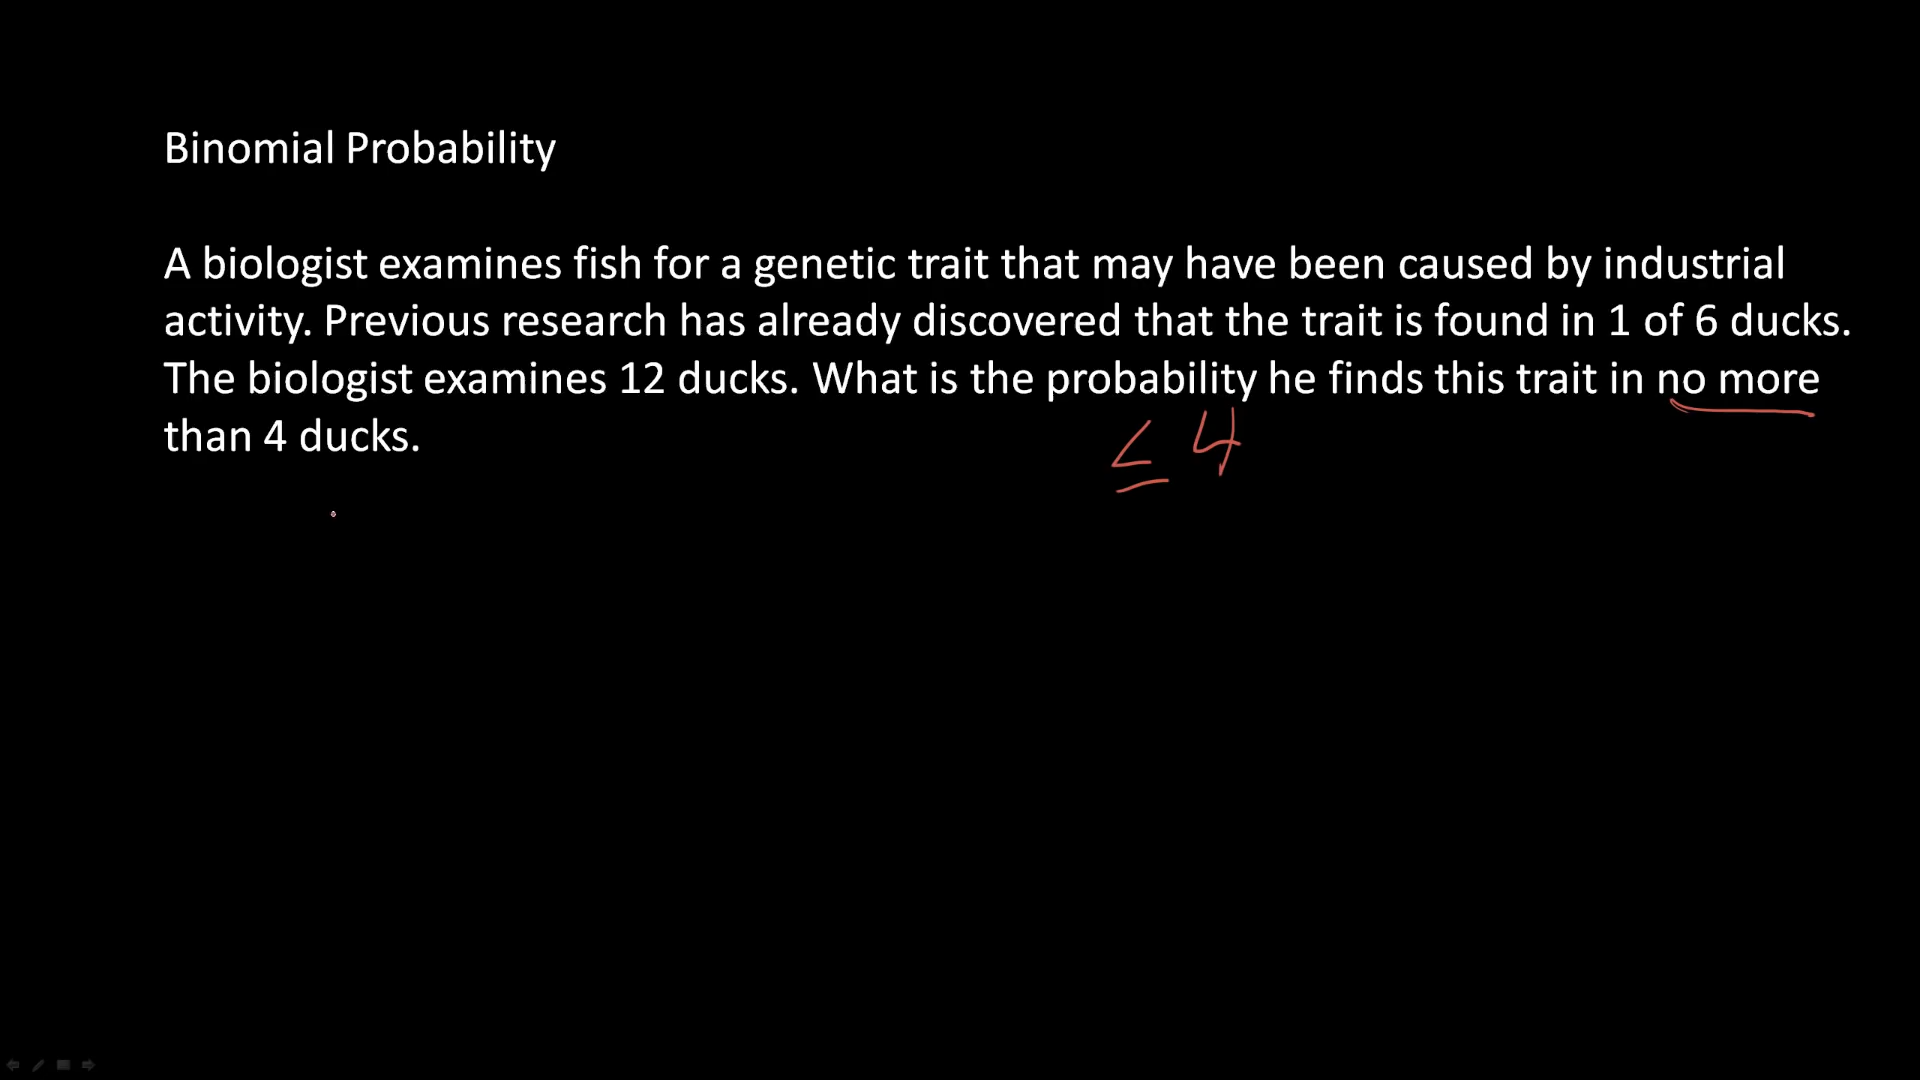 Binomial Probability
A biologist examines fish for a genetic trait that may have been caused by industrial
activity. Previous research has already discovered that the trait is found in 1 of 6 ducks.
The biologist examines 12 ducks. What is the probability he finds this trait in no more
than 4 ducks.
≤ 4